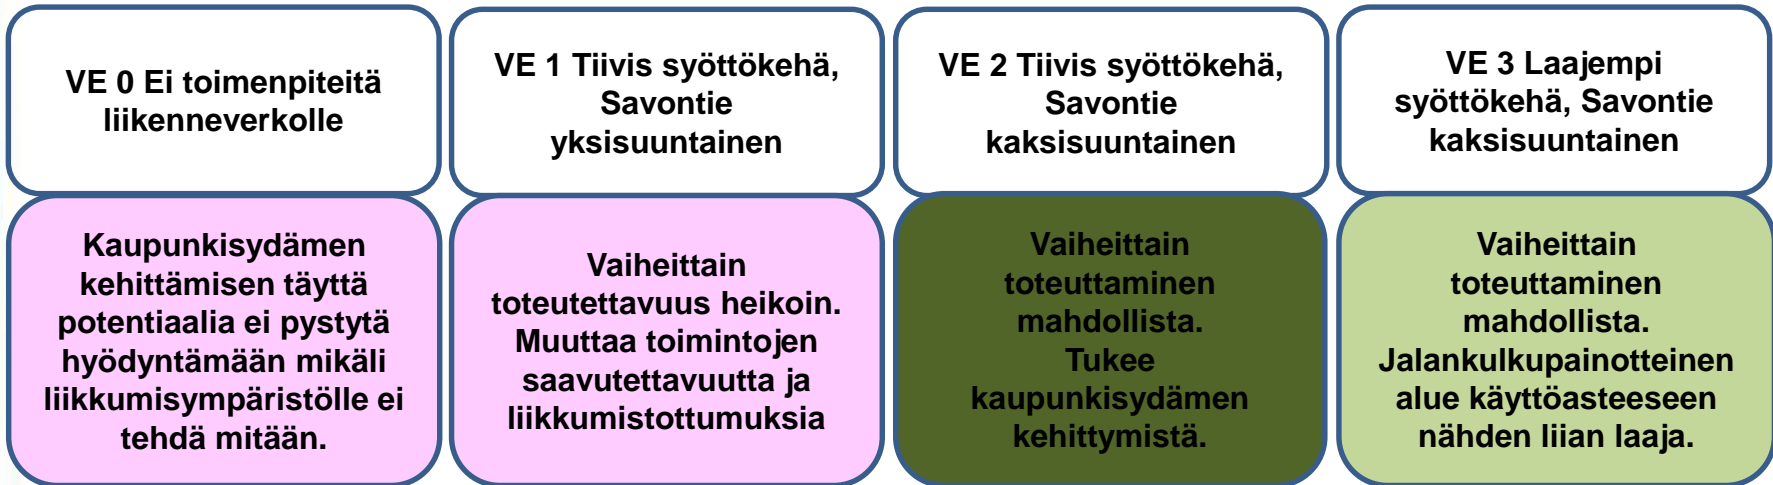 VE 0 Ei toimenpiteitä
liikenneverkolle
VE 1 Tiivis syöttökehä,
Savontie
yksisuuntainen
VE 2 Tiivis syöttökehä,
Savontie
kaksisuuntainen
VE 3 Laajempi
syöttökehä, Savontie
kaksisuuntainen
Kaupunkisydämen
kehittämisen täyttä
potentiaalia ei pystytä
hyödyntämään mikäli
liikkumisympäristölle ei
tehdä mitään.
Vaiheittain
toteutettavuus heikoin.
Muuttaa toimintojen
saavutettavuutta ja
liikkumistottumuksia
Vaiheittain
toteuttaminen
mahdollista.
Tukee
kaupunkisydämen
kehittymistä.
Vaiheittain
toteuttaminen
mahdollista.
Jalankulkupainotteinen
alue käyttöasteeseen
nähden liian laaja.